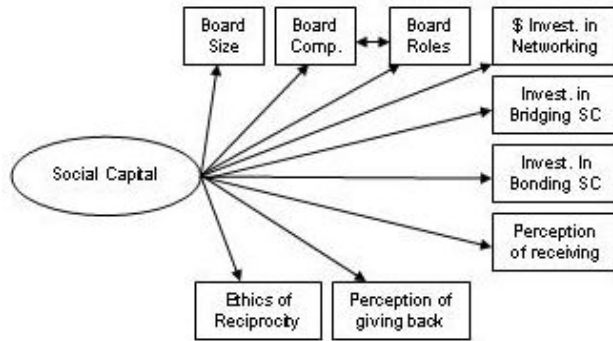 Board
Size
Board
Comp.
Board
Roles
$ Invest. in
Networking
Invest. in
Bridging SC
Social Capital
Invest. In
Bonding SC
Perception
of receiving
Ethics of
Reciprocity
Perception of
giving back